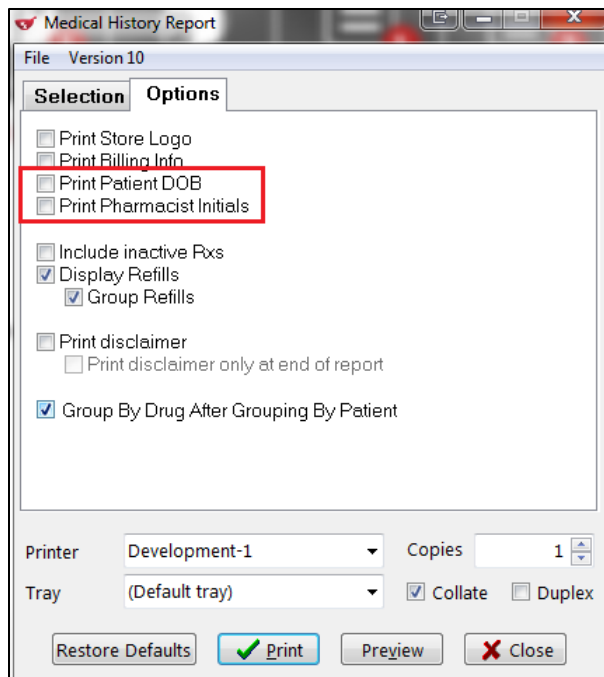 Medical History Report
File Version 10
Selection Options
Print Store Logo
Print Billing Info
Print Patient DOB
Print Pharmacist Initials
Include inactive Rxs
Display Refills
Group Refills
Print disclaimer
Print disclaimer only at end of report
Group By Drug After Grouping By Patient
Printer Development-1 Copies 1
Tray (Default tray) Collate Duplex
Restore Defaults Print Preview Close